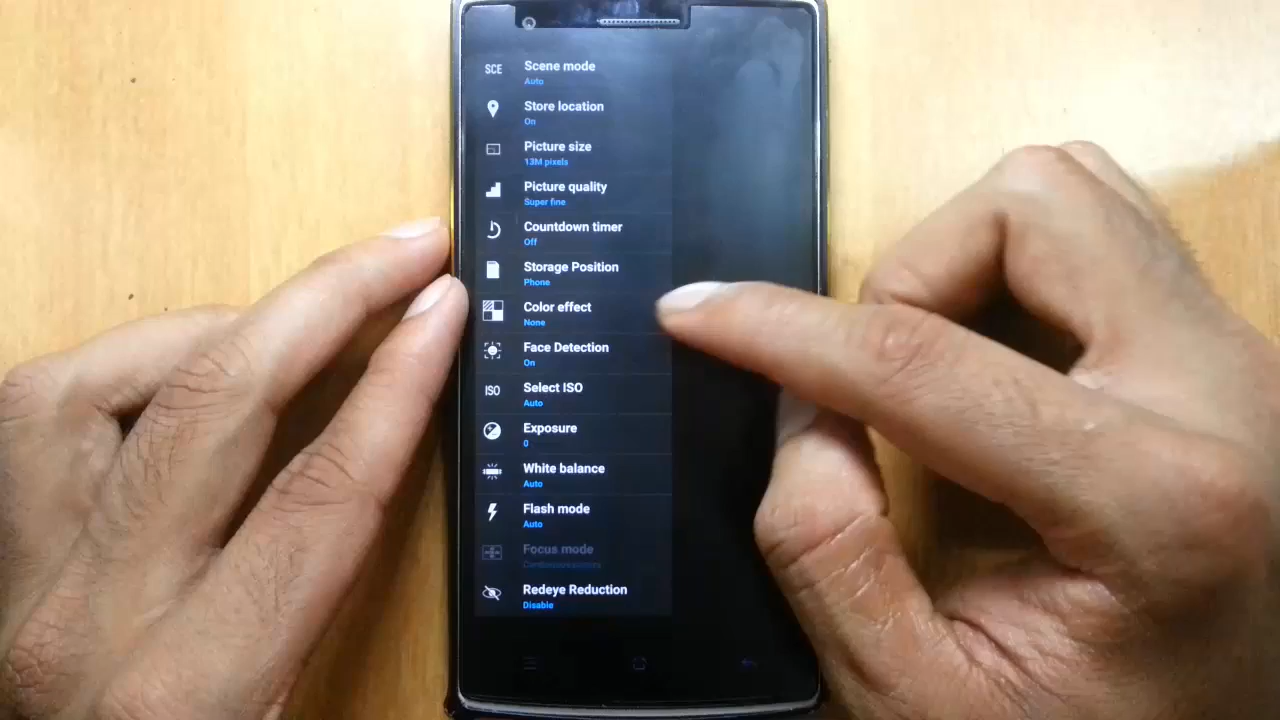 SCE Scene mode
Auto
Store location
On
Picture size
13M pixels
Picture quality
Super fine
Countdown timer
Off
Storage Position
Phone
Color effect
None
Face Detection
On
ISO Select ISO
Auto
Exposure
0
White balance
Auto
Flash mode
Auto
Focus mode
Redeye Reduction
Disable